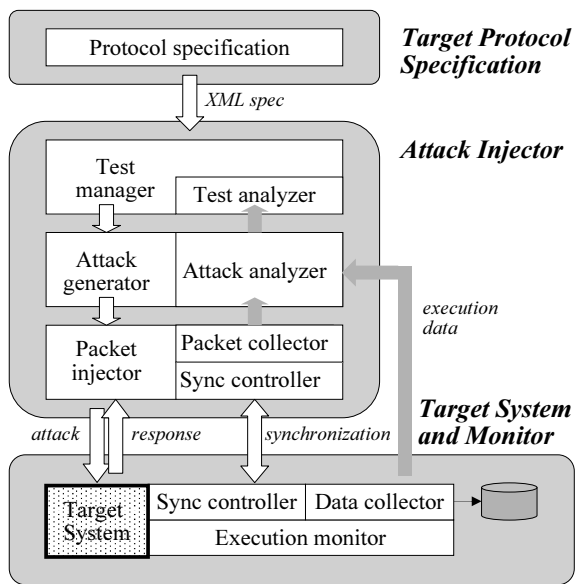 Protocol specification
Target Protocol
Specification
XML spec
Attack Injector
Test
manager
Test analyzer
Attack
generator
Attack analyzer
execution
data
Packet
injector
Packet collector
Sync controller
Target System
and Monitor
attack
response
synchronization
Target
System
Sync controller
Data collector
Execution monitor